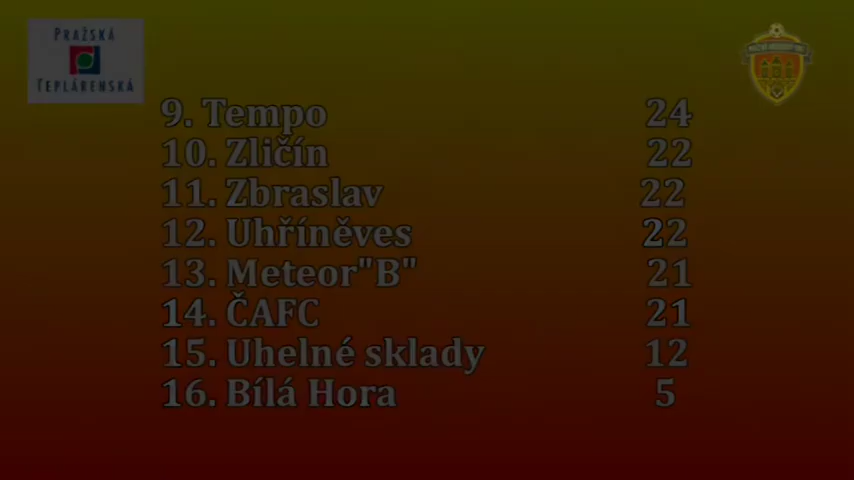 PRAŽSKÁ
TEPLÁRENSKÁ
9. Tempo 24
10. Zličín 22
11. Zbraslav 22
12. Uhříněves 22
13. Meteor"B" 21
14. ČAFC 21
15. Uhelné sklady 12
16. Bílá Hora 5